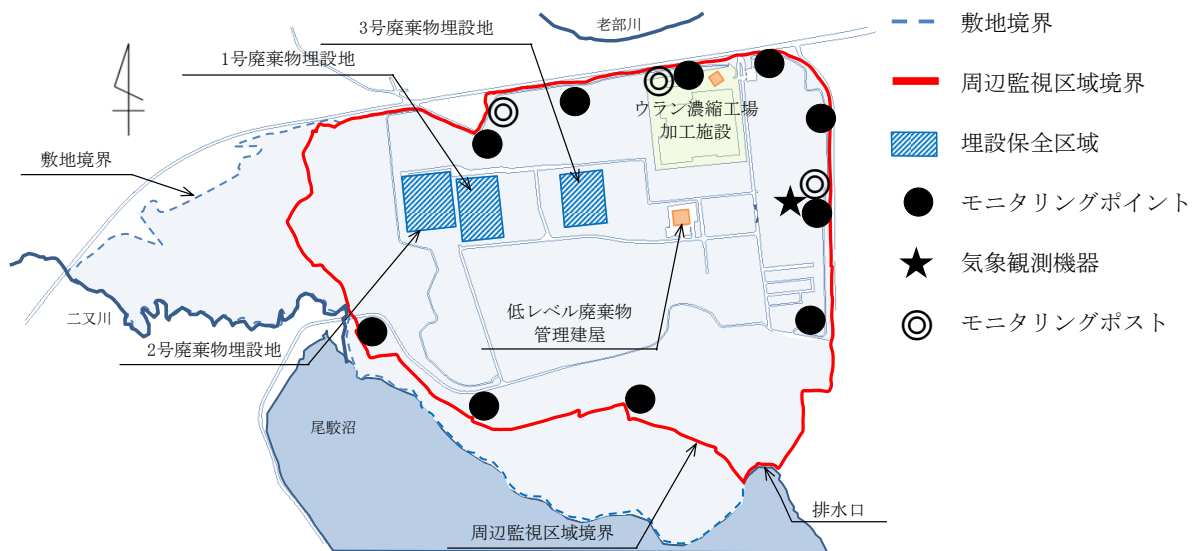 老部川
3号廃棄物埋設地
1号廃棄物埋設地
敷地境界
ウラン濃縮工場
加工施設
二又川
2号廃棄物埋設地
低レベル廃棄物
管理建屋
尾駮沼
周辺監視区域境界
排水口
敷地境界
周辺監視区域境界
埋設保全区域
モニタリングポイント
気象観測機器
モニタリングポスト